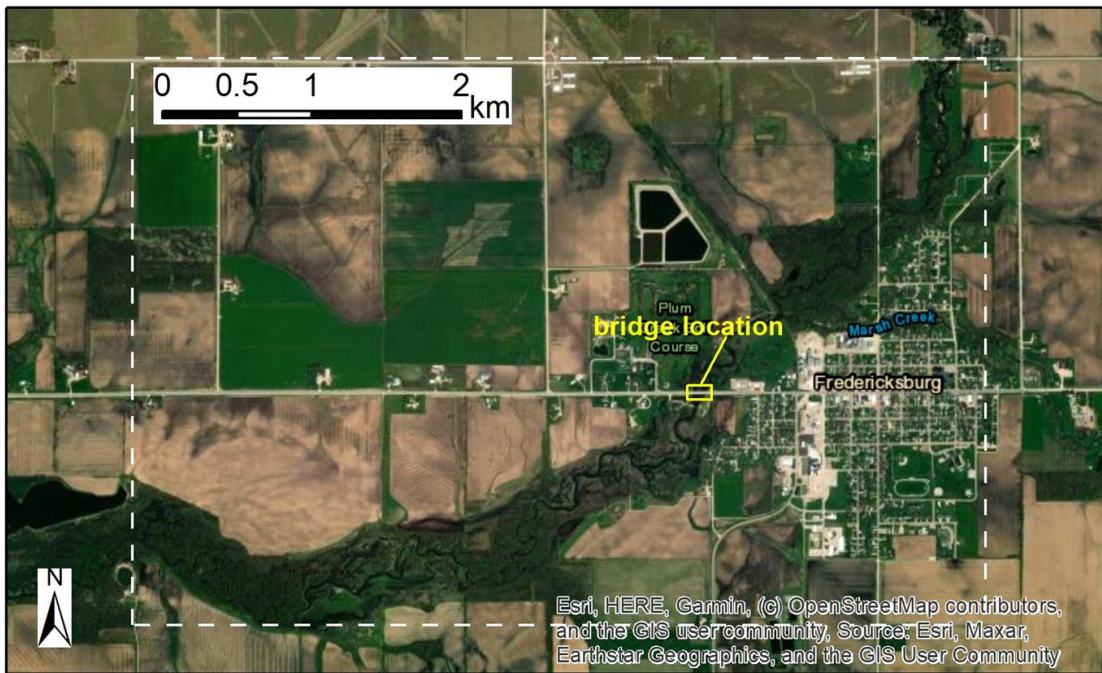 0 0.5 1 2
km
Plum
Course
bridge location
Marsh Creek
Fredericksburg
N
Esri, HERE, Garmin, (c) OpenStreetMap contributors,
and the GIS user community, Source: Esri, Maxar,
Earthstar Geographics, and the GIS User Community